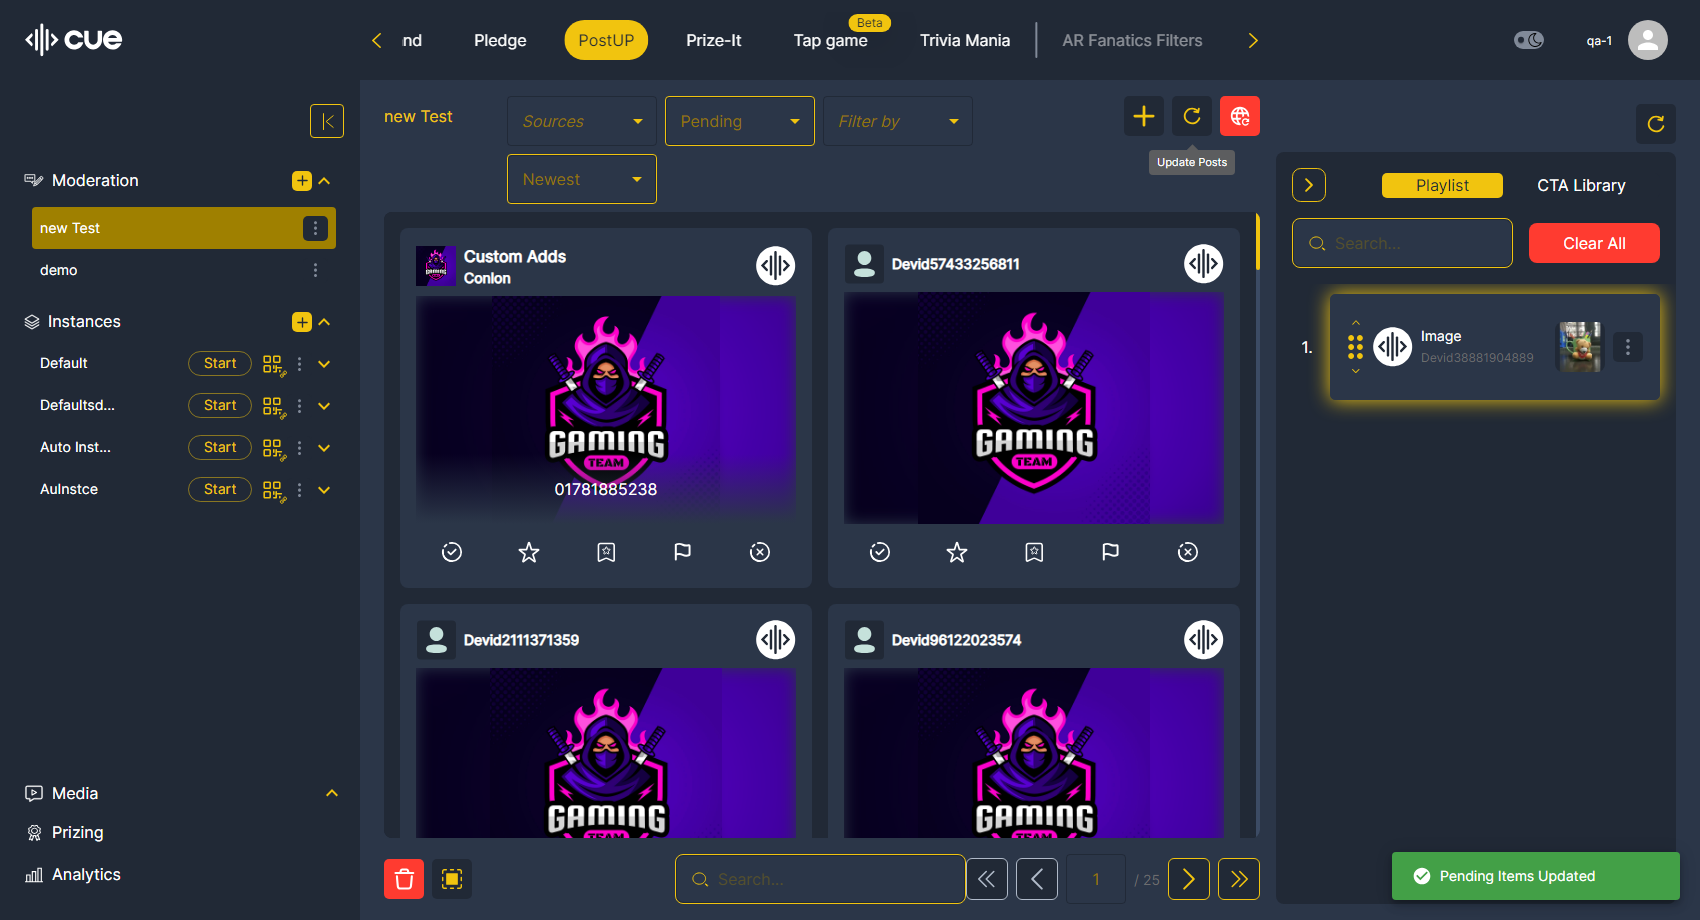 cue
nd
Pledge
PostUP
Prize-It
Beta
Tap game
Trivia Mania
AR Fanatics Filters
qa-1
Moderation
new Test
demo
Instances
Default
Start
Defaultsd...
Start
Auto Inst...
Start
AuInstce
Start
Media
Prizing
Analytics
new Test
Sources
Pending
Filter by
Newest
Update Posts
Custom Adds
Conlon
GAMING
TEAM
01781885238
Devid57433256811
GAMING
TEAM
Devid2111371359
GAMING
TEAM
Devid96122023574
GAMING
TEAM
Search...
1
/ 25
Playlist
CTA Library
Search...
Clear All
1.
Image
Devid38881904889
Pending Items Updated